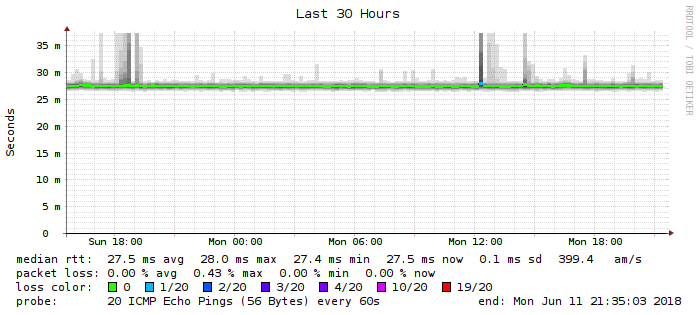 Last 30 Hours
RRDTOOL / TOBI OETIKER
Seconds
35 m
30 m
25 m
20 m
15 m
10 m
5 m
0
Sun 18:00 Mon 00:00 Mon 06:00 Mon 12:00 Mon 18:00
median rtt: 27.5 ms avg 28.0 ms max 27.4 ms min 27.5 ms now 0.1 ms sd 399.4 am/s
packet loss: 0.00 % avg 0.43 % max 0.00 % min 0.00 % now
loss color: 0 1/20 2/20 3/20 4/20 10/20 19/20
probe: 20 ICMP Echo Pings (56 Bytes) every 60s end: Mon Jun 11 21:35:03 2018